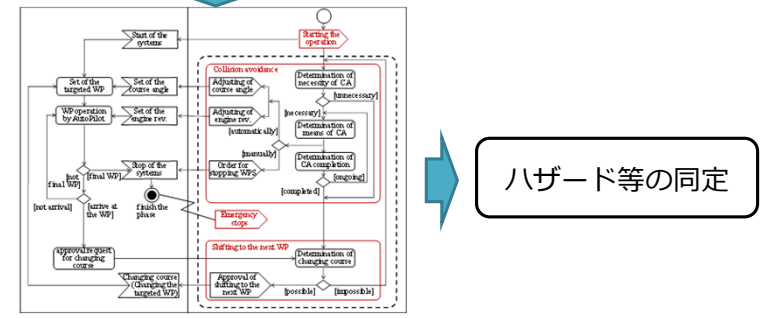 Start of the
systems
Starting the
operation
Collision avoidance
Set of the
targeted WP
Set of the
course angle
Adjusting of
course angle
Determination of
necessity of CA
[unnecessary]
WP operation
by AutoPilot
Set of the
engine rev.
Adjusting of
engine rev.
[necessary]
Determination of
means of CA
[automatically]
[manually]
Determination of
CA completion
[not
final WP]
[final WP]
Stop of the
systems
Order for
stopping WPS
[ongoing]
[completed]
[not arrival]
[arrive at
the WP]
finish the
phase
Emergency
stops
approval request
for changing
course
Shifting to the next WP
Determination of
changing course
Changing course
(Changing the
targeted WP)
Approval of
shifting to the
next WP
[possible]
[impossible]
ハザード等の同定